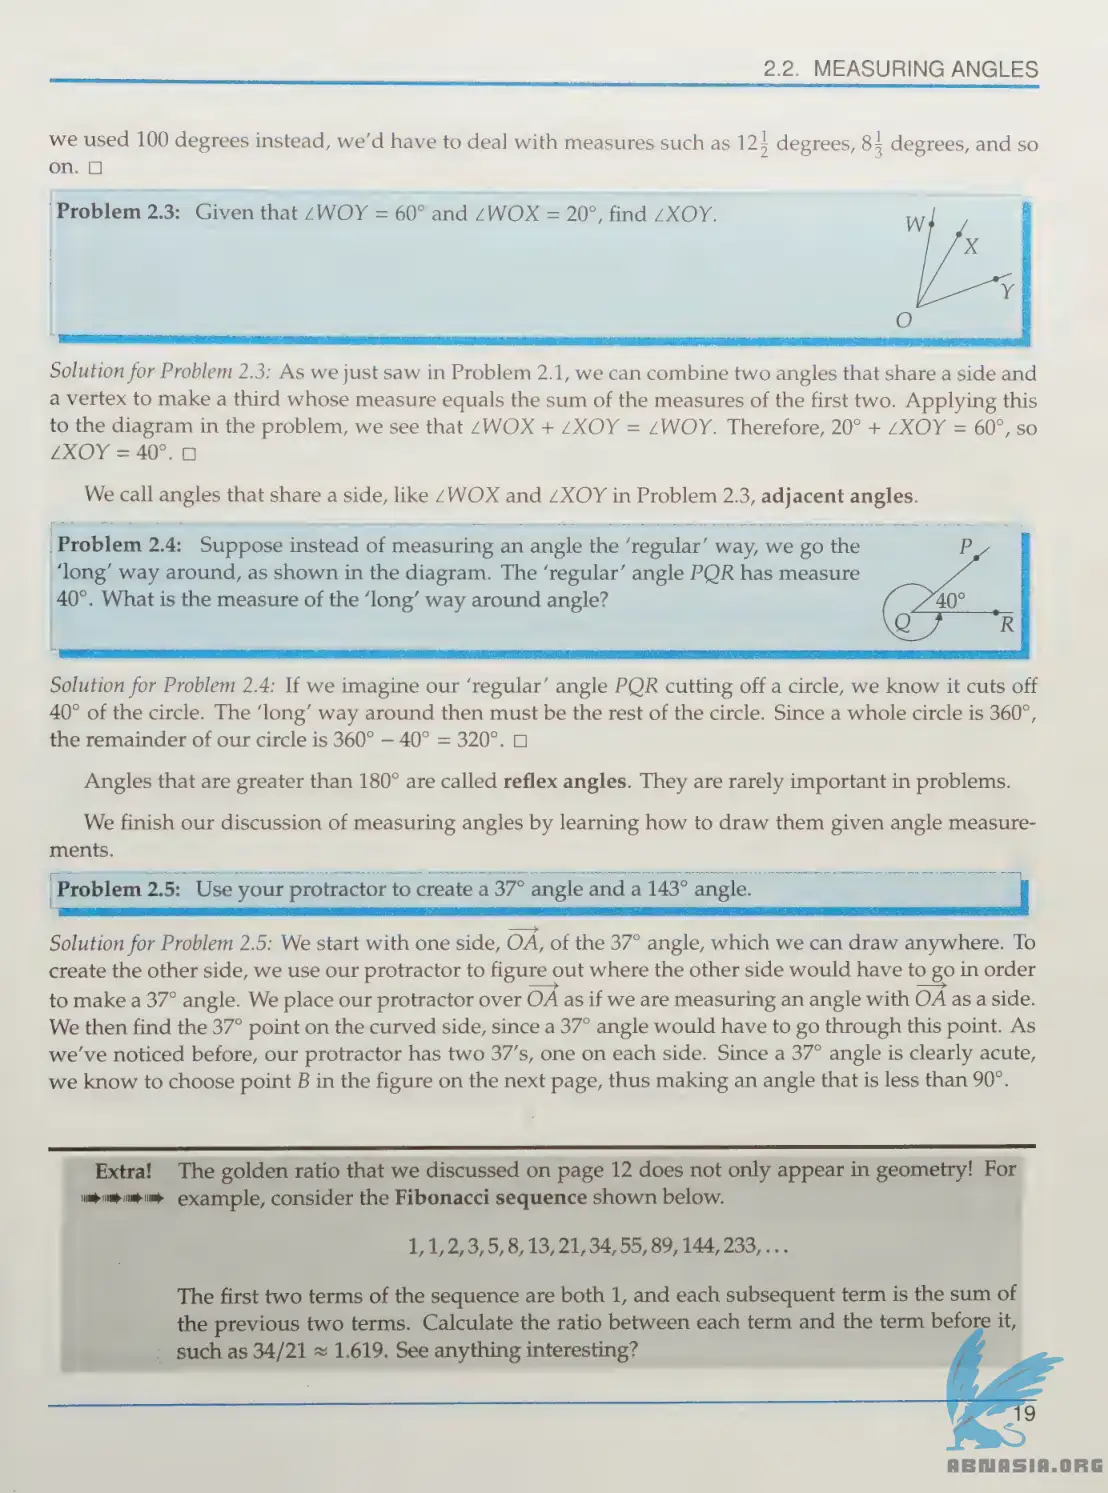 2.2. MEASURING ANGLES
we used 100 degrees instead, we'd have to deal with measures such as 12½ degrees, 8⅓ degrees, and so
on. □
Problem 2.3: Given that ∠WOY = 60° and ∠WOX = 20°, find ∠XOY.
W
X
Y
O
Solution for Problem 2.3: As we just saw in Problem 2.1, we can combine two angles that share a side and
a vertex to make a third whose measure equals the sum of the measures of the first two. Applying this
to the diagram in the problem, we see that ∠WOX + ∠XOY = ∠WOY. Therefore, 20° + ∠XOY = 60°, so
∠XOY = 40°. □
We call angles that share a side, like ∠WOX and ∠XOY in Problem 2.3, adjacent angles.
Problem 2.4: Suppose instead of measuring an angle the 'regular' way, we go the
'long' way around, as shown in the diagram. The 'regular' angle PQR has measure
40°. What is the measure of the 'long' way around angle?
P
40°
Q
R
Solution for Problem 2.4: If we imagine our 'regular' angle PQR cutting off a circle, we know it cuts off
40° of the circle. The 'long' way around then must be the rest of the circle. Since a whole circle is 360°,
the remainder of our circle is 360° − 40° = 320°. □
Angles that are greater than 180° are called reflex angles. They are rarely important in problems.
We finish our discussion of measuring angles by learning how to draw them given angle measure-
ments.
Problem 2.5: Use your protractor to create a 37° angle and a 143° angle.
Solution for Problem 2.5: We start with one side, OA, of the 37° angle, which we can draw anywhere. To
create the other side, we use our protractor to figure out where the other side would have to go in order
to make a 37° angle. We place our protractor over OA as if we are measuring an angle with OA as a side.
We then find the 37° point on the curved side, since a 37° angle would have to go through this point. As
we've noticed before, our protractor has two 37's, one on each side. Since a 37° angle is clearly acute,
we know to choose point B in the figure on the next page, thus making an angle that is less than 90°.
Extra! The golden ratio that we discussed on page 12 does not only appear in geometry! For
example, consider the Fibonacci sequence shown below.
1, 1, 2, 3, 5, 8, 13, 21, 34, 55, 89, 144, 233, . . .
The first two terms of the sequence are both 1, and each subsequent term is the sum of
the previous two terms. Calculate the ratio between each term and the term before it,
such as 34/21 ≈ 1.619. See anything interesting?
19
ABMASIA.ORG